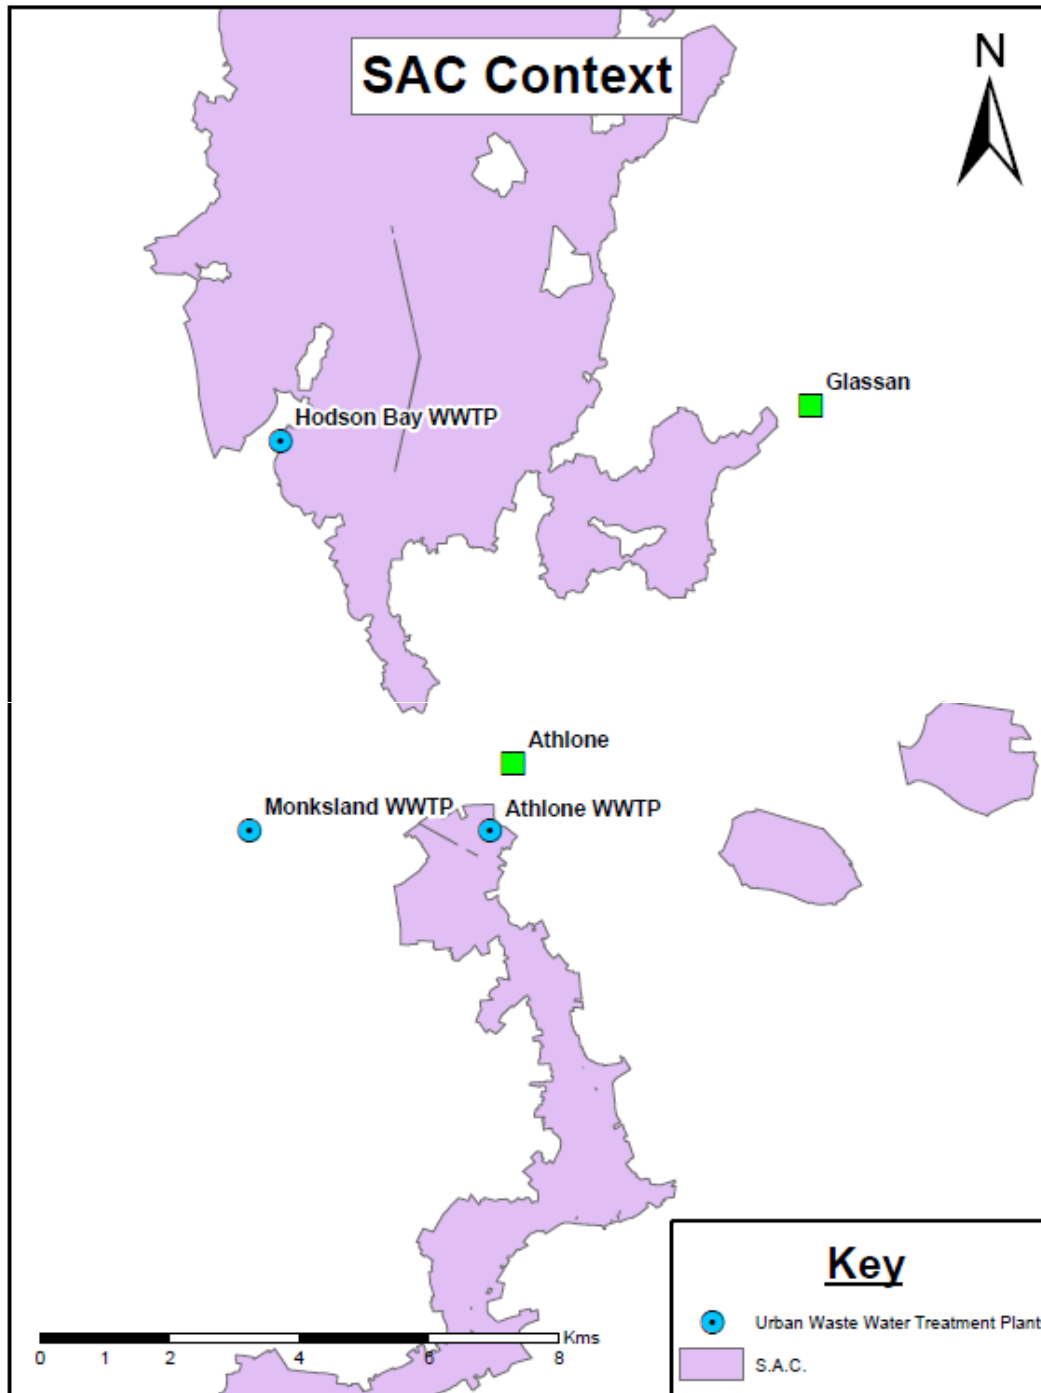 SAC Context
N
Glassan
Hodson Bay WWTP
Athlone
Monksland WWTP
Athlone WWTP
Key
Urban Waste Water Treatment Plant
S.A.C.
Kms
0 2 4 6 8